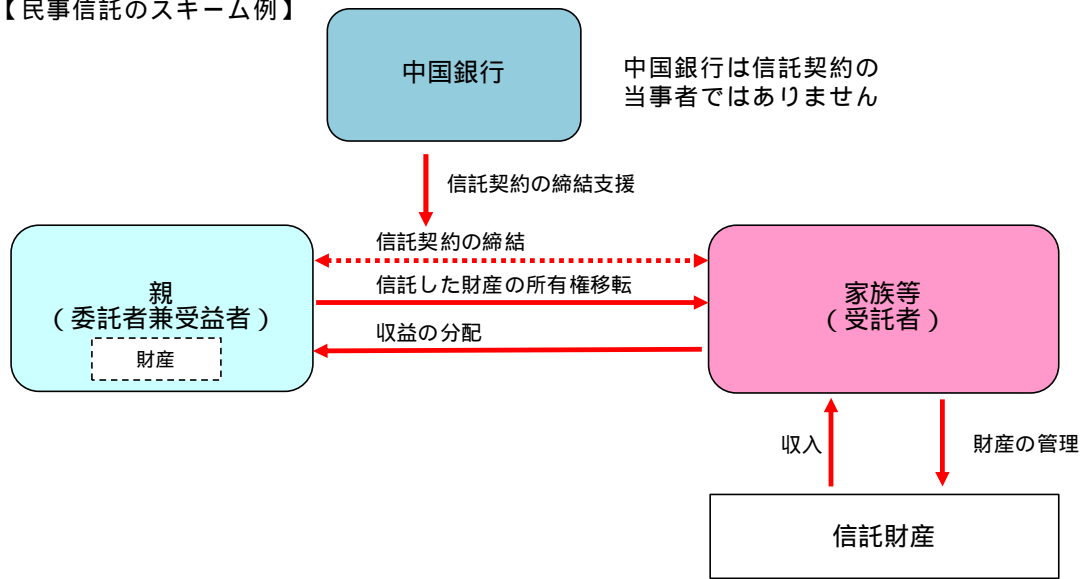 【民事信託のスキーム例】
中国銀行
中国銀行は信託契約の
当事者ではありません
信託契約の締結支援
信託契約の締結
信託した財産の所有権移転
収益の分配
親
(委託者兼受益者)
財産
家族等
(受託者)
収入
財産の管理
信託財産